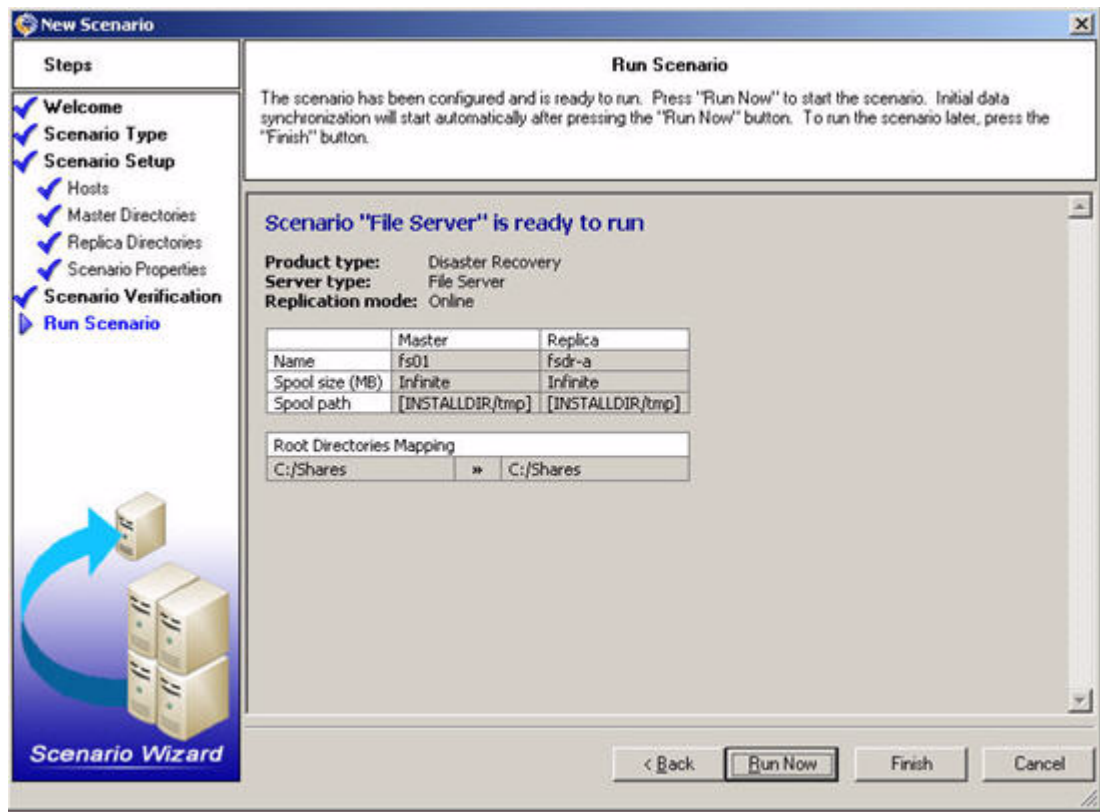 New Scenario
Steps
Welcome
Scenario Type
Scenario Setup
Hosts
Master Directories
Replica Directories
Scenario Properties
Scenario Verification
Run Scenario
Scenario Wizard
Run Scenario
The scenario has been configured and is ready to run. Press "Run Now" to start the scenario. Initial data
synchronization will start automatically after pressing the "Run Now" button. To run the scenario later, press the
"Finish" button.
Scenario "File Server" is ready to run
Product type: Disaster Recovery
Server type: File Server
Replication mode: Online
Master Replica
Name fs01 fsdr-a
Spool size (MB) Infinite Infinite
Spool path [INSTALLDIR/tmp] [INSTALLDIR/tmp]
Root Directories Mapping
C:/Shares » C:/Shares
< Back Run Now Finish Cancel